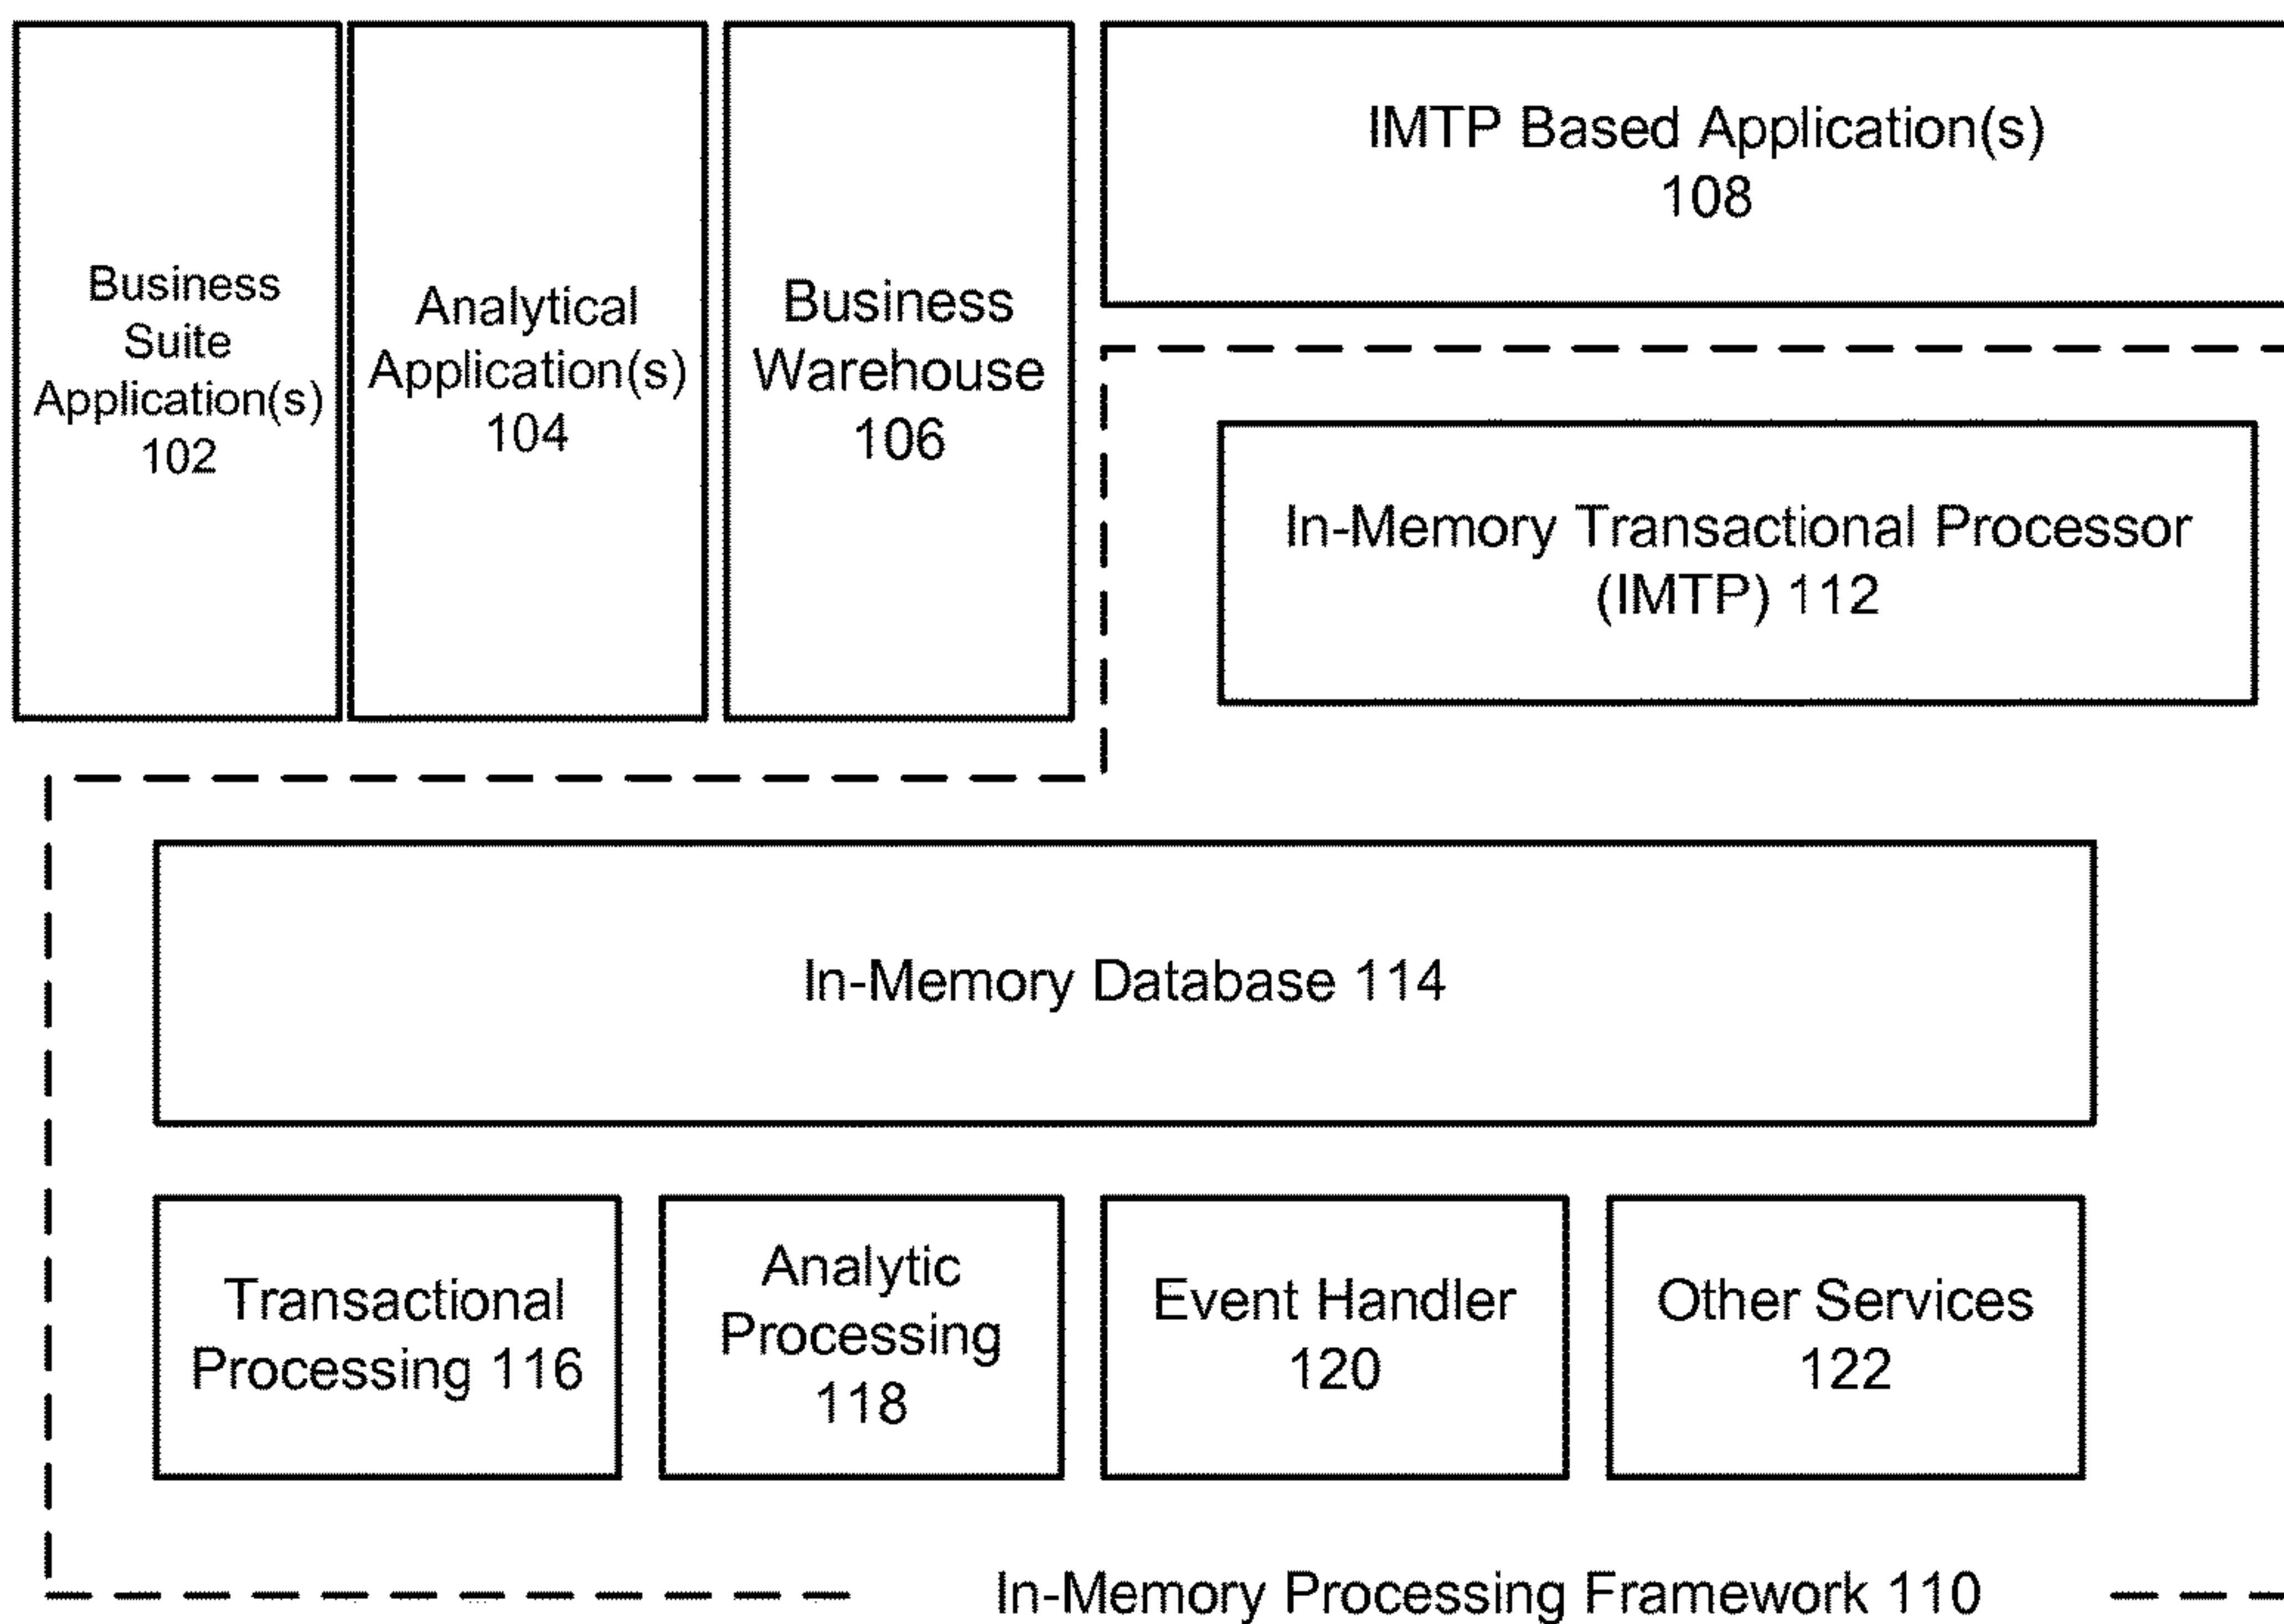 Business
Suite
Application(s)
102
Analytical
Application(s)
104
Business
Warehouse
106
IMTP Based Application(s)
108
In-Memory Transactional Processor
(IMTP) 112
In-Memory Database 114
Transactional
Processing 116
Analytic
Processing
118
Event Handler
120
Other Services
122
In-Memory Processing Framework 110